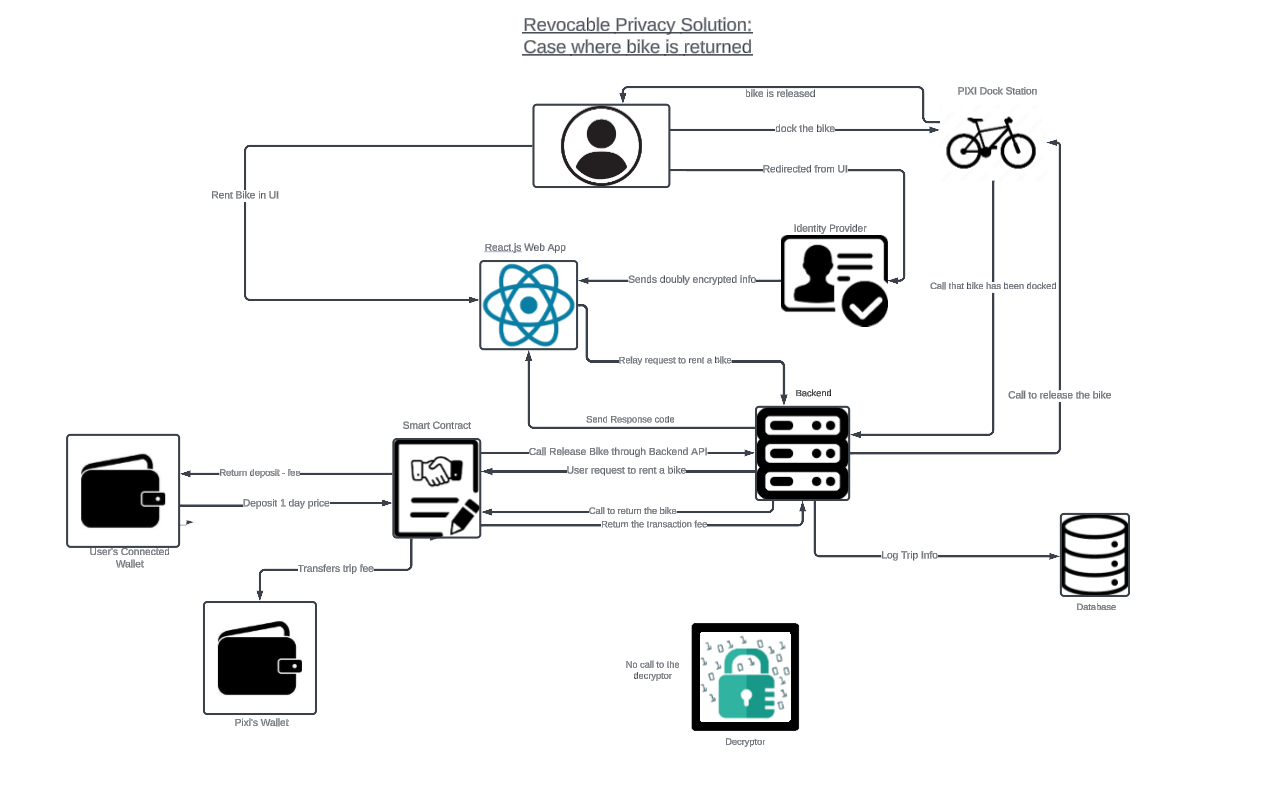 Revocable Privacy Solution:
Case where bike is returned
bike is released
PIXI Dock Station
dock the bike
Redirected from UI
Rent Bike in UI
Identity Provider
React.js Web App
Sends doubly encrypted info
Call that bike has been docked
Relay request to rent a bike
Backend
Call to release the bike
Send Response code
Smart Contract
Call Release Bike through Backend API
User request to rent a bike
Return deposit - fee
Deposit 1 day price
Call to return the bike
Return the transaction fee
User's Connected
Wallet
Log Trip Info
Transfers trip fee
Database
No call to the
decryptor
Pixi's Wallet
Decryptor